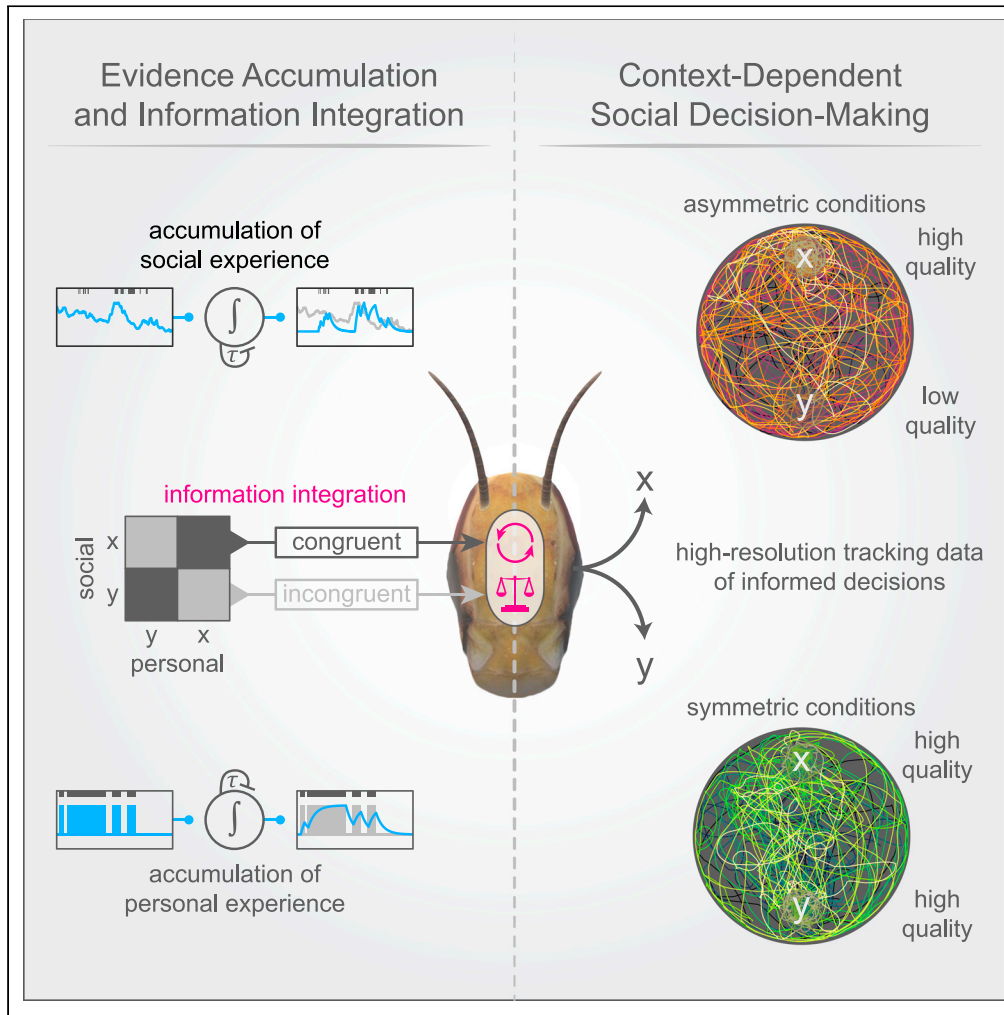 Evidence Accumulation
and Information Integration
accumulation of
social experience
∫
τ
information integration
social
x
y
y x
personal
congruent
incongruent
τ
∫
accumulation of
personal experience
Context-Dependent
Social Decision-Making
asymmetric conditions
high
quality
x
y
low
quality
x
high-resolution tracking data
of informed decisions
y
symmetric conditions
high
quality
x
y
high
quality